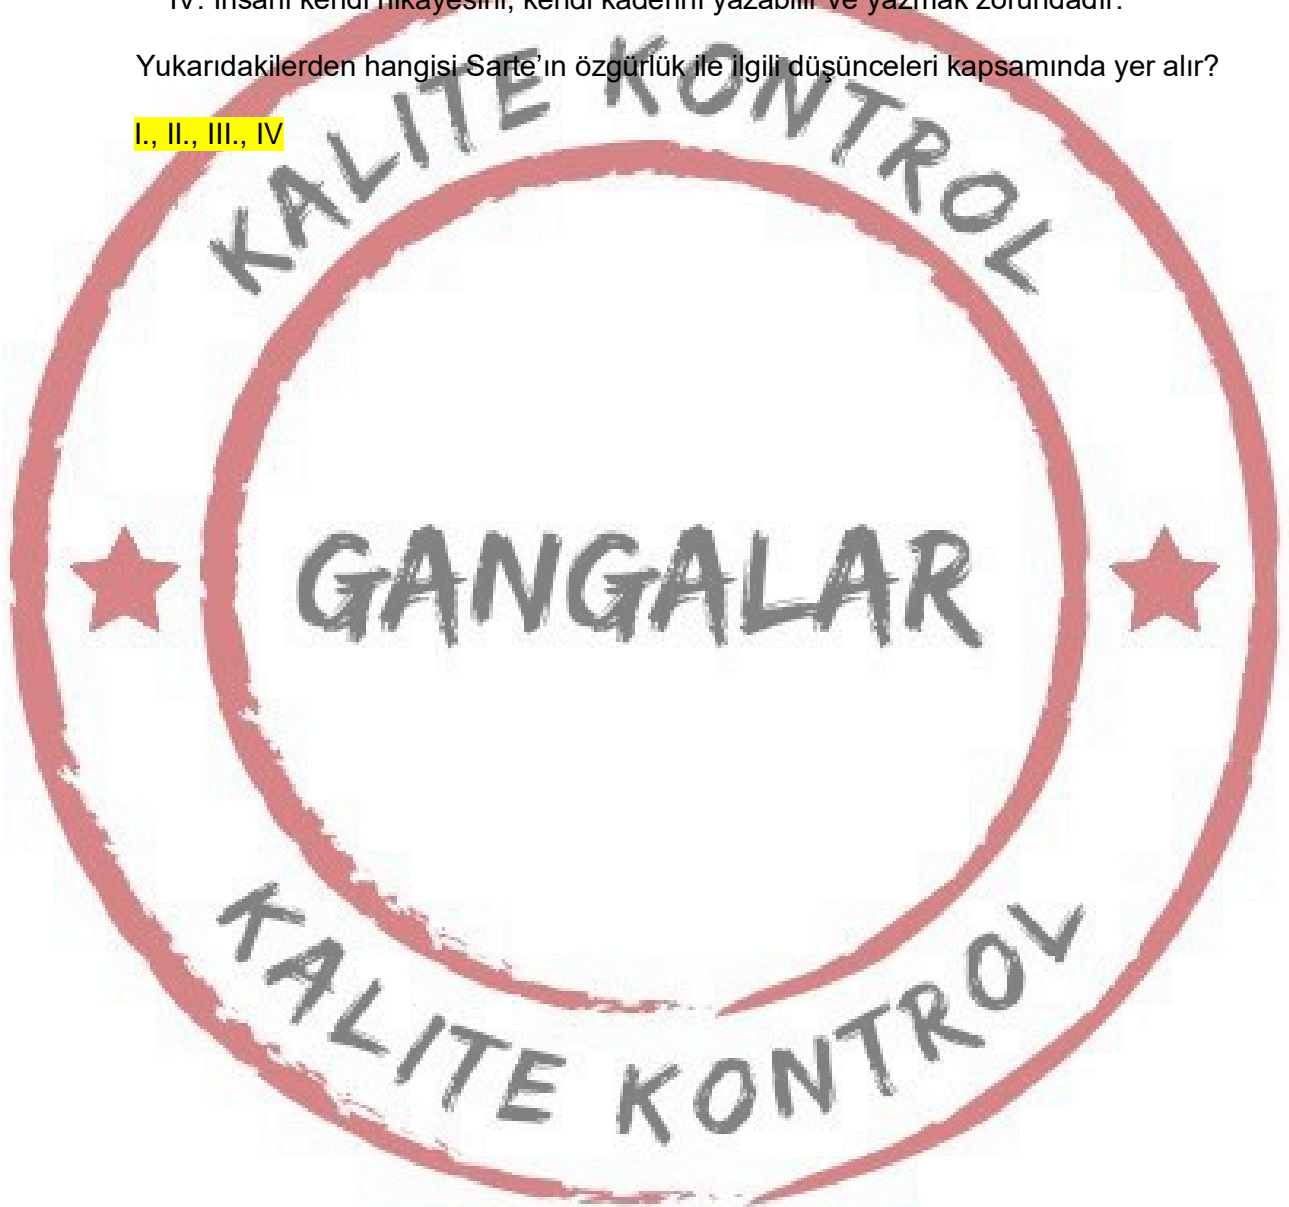 IV. İnsanı kendi hikayesini, kendi kaderini yazabilir ve yazmak zorundadır.
Yukarıdakilerden hangisi Sarte’ın özgürlük ile ilgili düşünceleri kapsamında yer alır?
I., II., III., IV
KALITE KONTROL
GANGALAR
KALITE KONTROL